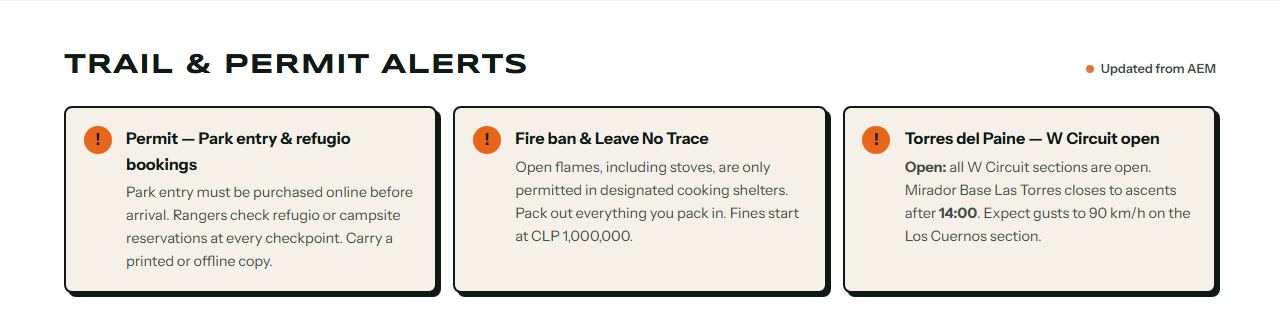 TRAIL & PERMIT ALERTS
Updated from AEM
!
Permit — Park entry & refugio
bookings
Park entry must be purchased online before
arrival. Rangers check refugio or campsite
reservations at every checkpoint. Carry a
printed or offline copy.
!
Fire ban & Leave No Trace
Open flames, including stoves, are only
permitted in designated cooking shelters.
Pack out everything you pack in. Fines start
at CLP 1,000,000.
!
Torres del Paine — W Circuit open
Open: all W Circuit sections are open.
Mirador Base Las Torres closes to ascents
after 14:00. Expect gusts to 90 km/h on the
Los Cuernos section.